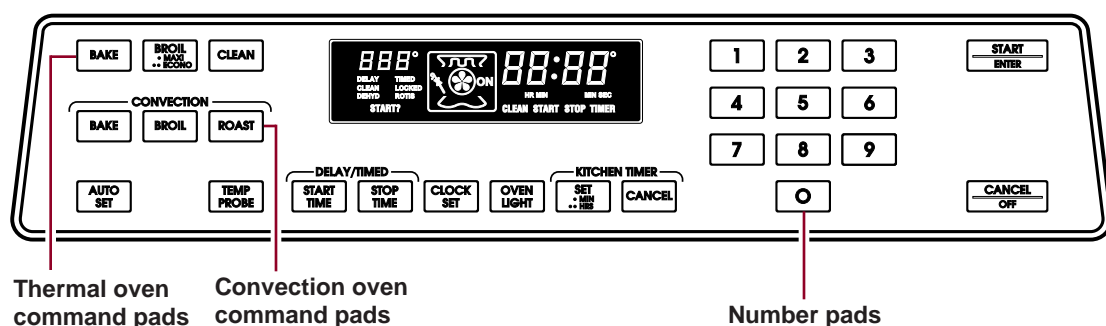 BAKE
BROIL
• MAXI
•• ECONO
CLEAN
888°
DELAY TIMED
CLEAN LOCKED
DEHYD ROTIS
START?
ON
88:88°
HR MIN MIN SEC
CLEAN START STOP TIMER
1 2 3
START
ENTER
CONVECTION
BAKE BROIL ROAST
4 5 6
7 8 9
AUTO
SET
TEMP
PROBE
DELAY/TIMED
START
TIME
STOP
TIME
CLOCK
SET
OVEN
LIGHT
KITCHEN TIMER
SET
• MIN
•• HRS
CANCEL
0
CANCEL
OFF
Thermal oven
command pads
Convection oven
command pads
Number pads